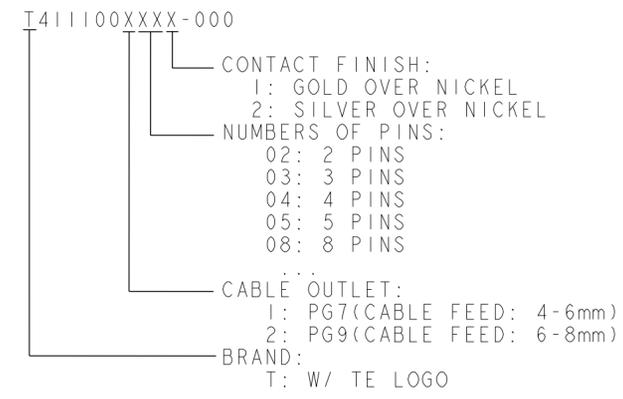 T411100XXXX-000
CONTACT FINISH:
1: GOLD OVER NICKEL
2: SILVER OVER NICKEL
NUMBERS OF PINS:
02: 2 PINS
03: 3 PINS
04: 4 PINS
05: 5 PINS
08: 8 PINS
...
CABLE OUTLET:
1: PG7(CABLE FEED: 4-6mm)
2: PG9(CABLE FEED: 6-8mm)
BRAND:
T: W/ TE LOGO